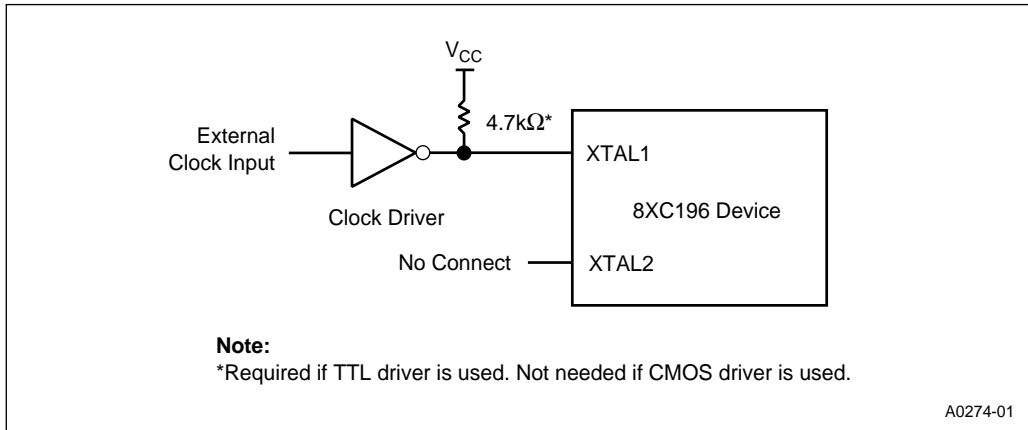 V_CC
4.7kΩ*
External
Clock Input
XTAL1
Clock Driver
8XC196 Device
No Connect
XTAL2
Note:
*Required if TTL driver is used. Not needed if CMOS driver is used.
A0274-01